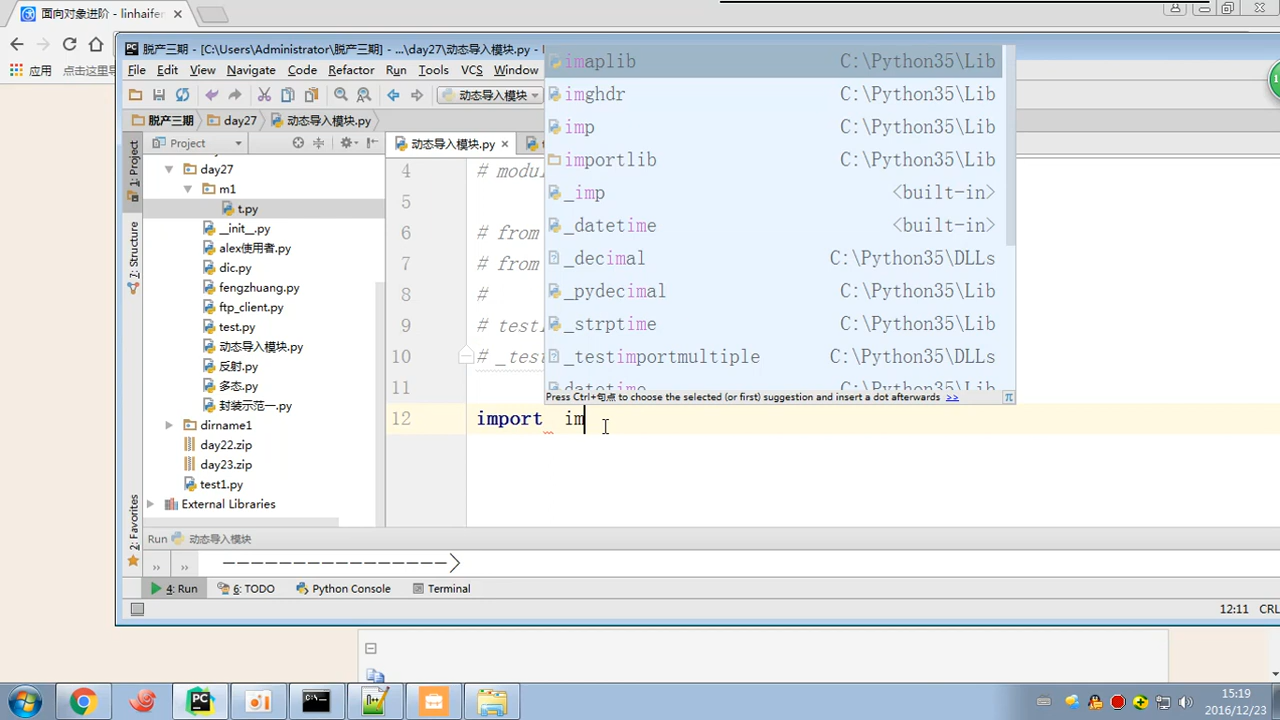 面向对象进阶 - linhaifen
应用 点击这里导
脱产三期 - [C:\Users\Administrator\脱产三期] - ...\day27\动态导入模块.py -
File Edit View Navigate Code Refactor Run Tools VCS Window
动态导入模块
脱产三期 day27 动态导入模块.py
Project
动态导入模块.py
1: Project
7: Structure
2: Favorites
day27
m1
t.py
__init__.py
alex使用者.py
dic.py
fengzhuang.py
ftp_client.py
test.py
动态导入模块.py
反射.py
多态.py
封装示范一.py
dirname1
day22.zip
day23.zip
test1.py
External Libraries
4 # modul
5
6 # from
7 # from
8 #
9 # test1
10 # _test
11
12 import im
imaplib C:\Python35\Lib
imghdr C:\Python35\Lib
imp C:\Python35\Lib
importlib C:\Python35\Lib
_imp <built-in>
_datetime <built-in>
_decimal C:\Python35\DLLs
_pydecimal C:\Python35\Lib
_strptime C:\Python35\Lib
_testimportmultiple C:\Python35\DLLs
datetime C:\Python35\Lib
Press Ctrl+句点 to choose the selected (or first) suggestion and insert a dot afterwards >>
Run 动态导入模块
---------------->
4: Run 6: TODO Python Console Terminal
12:11 CRL
15:19
2016/12/23